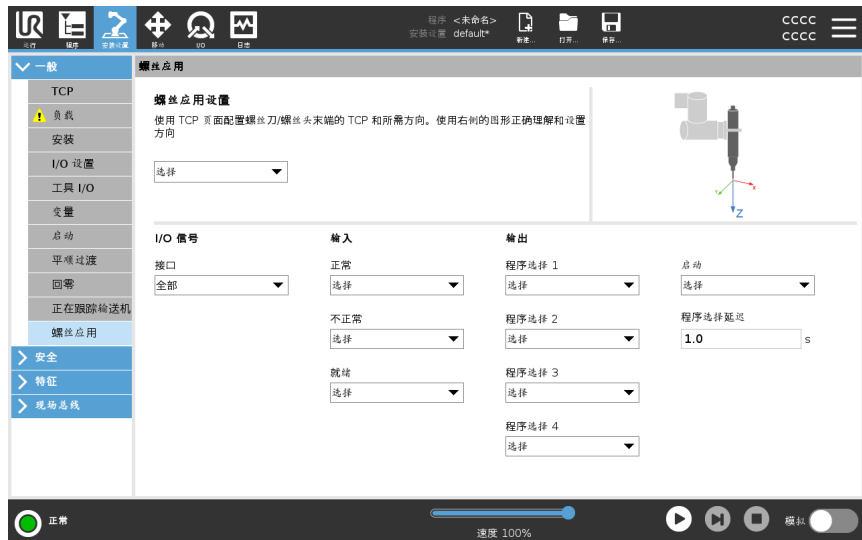 UR
运行
程序
安装设置
移动
I/O
日志
程序 <未命名>
安装设置 default*
新建...
打开...
保存...
CCCC
CCCC
一般
TCP
负载
安装
I/O 设置
工具 I/O
变量
启动
平顺过渡
回零
正在跟踪输送机
螺丝应用
安全
特征
现场总线
螺丝应用
螺丝应用设置
使用 TCP 页面配置螺丝刀/螺丝头末端的 TCP 和所需方向。使用右侧的图形正确理解和设置
方向
选择
Y
X
Z
I/O 信号
接口
全部
输入
正常
选择
不正常
选择
就绪
选择
输出
程序选择 1
选择
程序选择 2
选择
程序选择 3
选择
程序选择 4
选择
启动
选择
程序选择延迟
1.0 s
正常
速度 100%
模拟